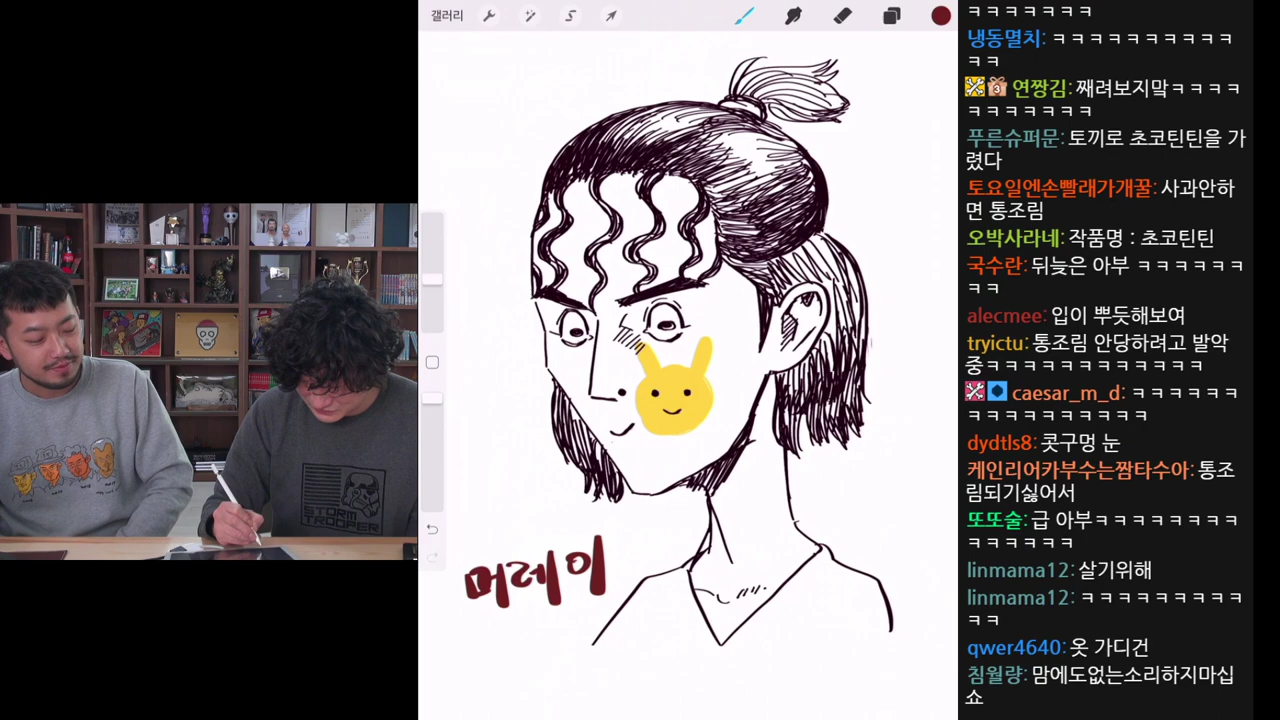 갤러리
ㅋㅋㅋㅋㅋㅋㅋ
냉동멸치: ㅋㅋㅋㅋㅋㅋㅋㅋㅋㅋ
ㅋㅋ
연짱김: 째려보지맠ㅋㅋㅋㅋ
ㅋㅋㅋㅋㅋㅋㅋㅋㅋㅋㅋ
푸른슈퍼문: 토끼로 초코틴틴을 가
렸다
토요일엔손빨래가개꿀: 사과안하
면 통조림
오박사라네: 작품명 : 초코틴틴
국수란: 뒤늦은 아부 ㅋㅋㅋㅋㅋㅋ
ㅋㅋ
alecmee: 입이 뿌듯해보여
tryictu: 통조림 안당하려고 발악
중ㅋㅋㅋㅋㅋㅋㅋㅋㅋㅋㅋㅋ
caesar_m_d: ㅋㅋㅋㅋㅋㅋ
ㅋㅋㅋㅋㅋㅋㅋㅋㅋㅋ
dydtls8: 콧구멍 눈
케인리어카부수는짬타수아: 통조
림되기싫어서
또또술: 급 아부ㅋㅋㅋㅋㅋㅋㅋㅋ
ㅋㅋㅋㅋㅋㅋ
linmama12: 살기위해
linmama12: ㅋㅋㅋㅋㅋㅋㅋㅋㅋ
ㅋㅋ
qwer4640: 옷 가디건
침월량: 맘에도없는소리하지마십
쇼
머레이
STORM
TROOPER